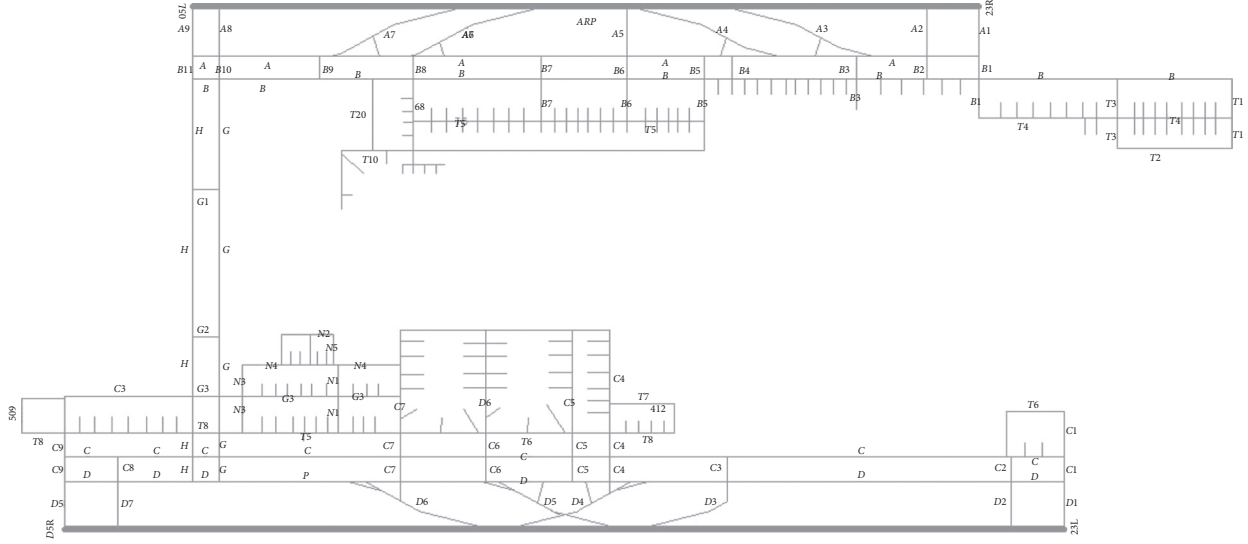 05L 23R
ARP
A9 A8 A7 A6 A5 A4 A3 A2 A1
B11 A B10 A B9 B B8 A B B7 B6 A B B5 B4 B3 A B B2 B1 B B
B B T20 68 B7 B6 B5 B3 B1 T3 T1
H G T5 T5 T4 T4 T3 T1
T10 T2
G1
H G
G2 N2
N5
H G N4 N4
N3 N1 C4
C3 G3 G3 G3 T7
509 N3 N1 C7 D6 C5 412 T6
T8 T8 T5 T6 T8 C1
C9 C C H C G C C7 C6 C C5 C4 C C
C9 D C8 D H D G P C7 C6 D C5 C4 C3 D C2 D C1
D5 D7 D6 D5 D4 D3 D2 D1
D5R 23L